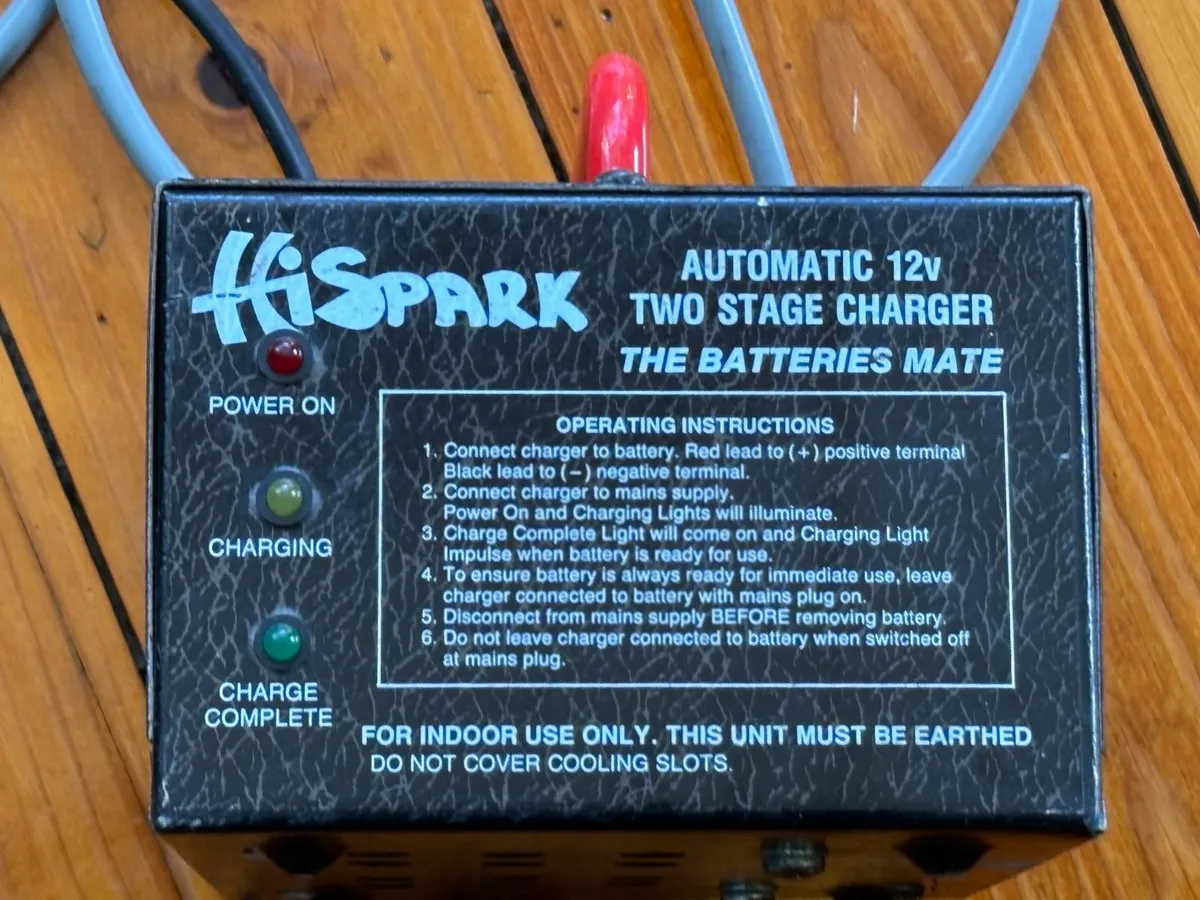 HiSPARK
AUTOMATIC 12v
TWO STAGE CHARGER
THE BATTERIES MATE
POWER ON
CHARGING
CHARGE
COMPLETE
OPERATING INSTRUCTIONS
1. Connect charger to battery. Red lead to (+) positive terminal
Black lead to (−) negative terminal.
2. Connect charger to mains supply.
Power On and Charging Lights will illuminate.
3. Charge Complete Light will come on and Charging Light
Impulse when battery is ready for use.
4. To ensure battery is always ready for immediate use, leave
charger connected to battery with mains plug on.
5. Disconnect from mains supply BEFORE removing battery.
6. Do not leave charger connected to battery when switched off
at mains plug.
FOR INDOOR USE ONLY. THIS UNIT MUST BE EARTHED
DO NOT COVER COOLING SLOTS.